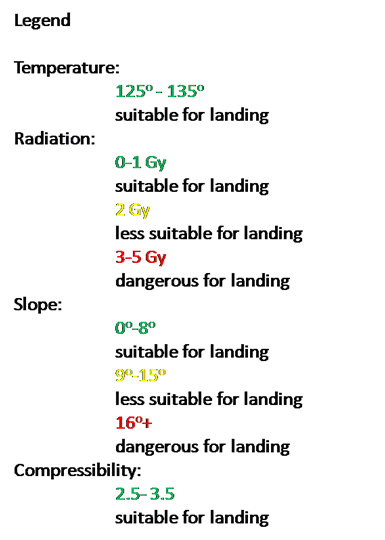 Legend
Temperature:
125º - 135º
suitable for landing
Radiation:
0-1 Gy
suitable for landing
2 Gy
less suitable for landing
3-5 Gy
dangerous for landing
Slope:
0º-8º
suitable for landing
9º-15º
less suitable for landing
16º+
dangerous for landing
Compressibility:
2.5- 3.5
suitable for landing